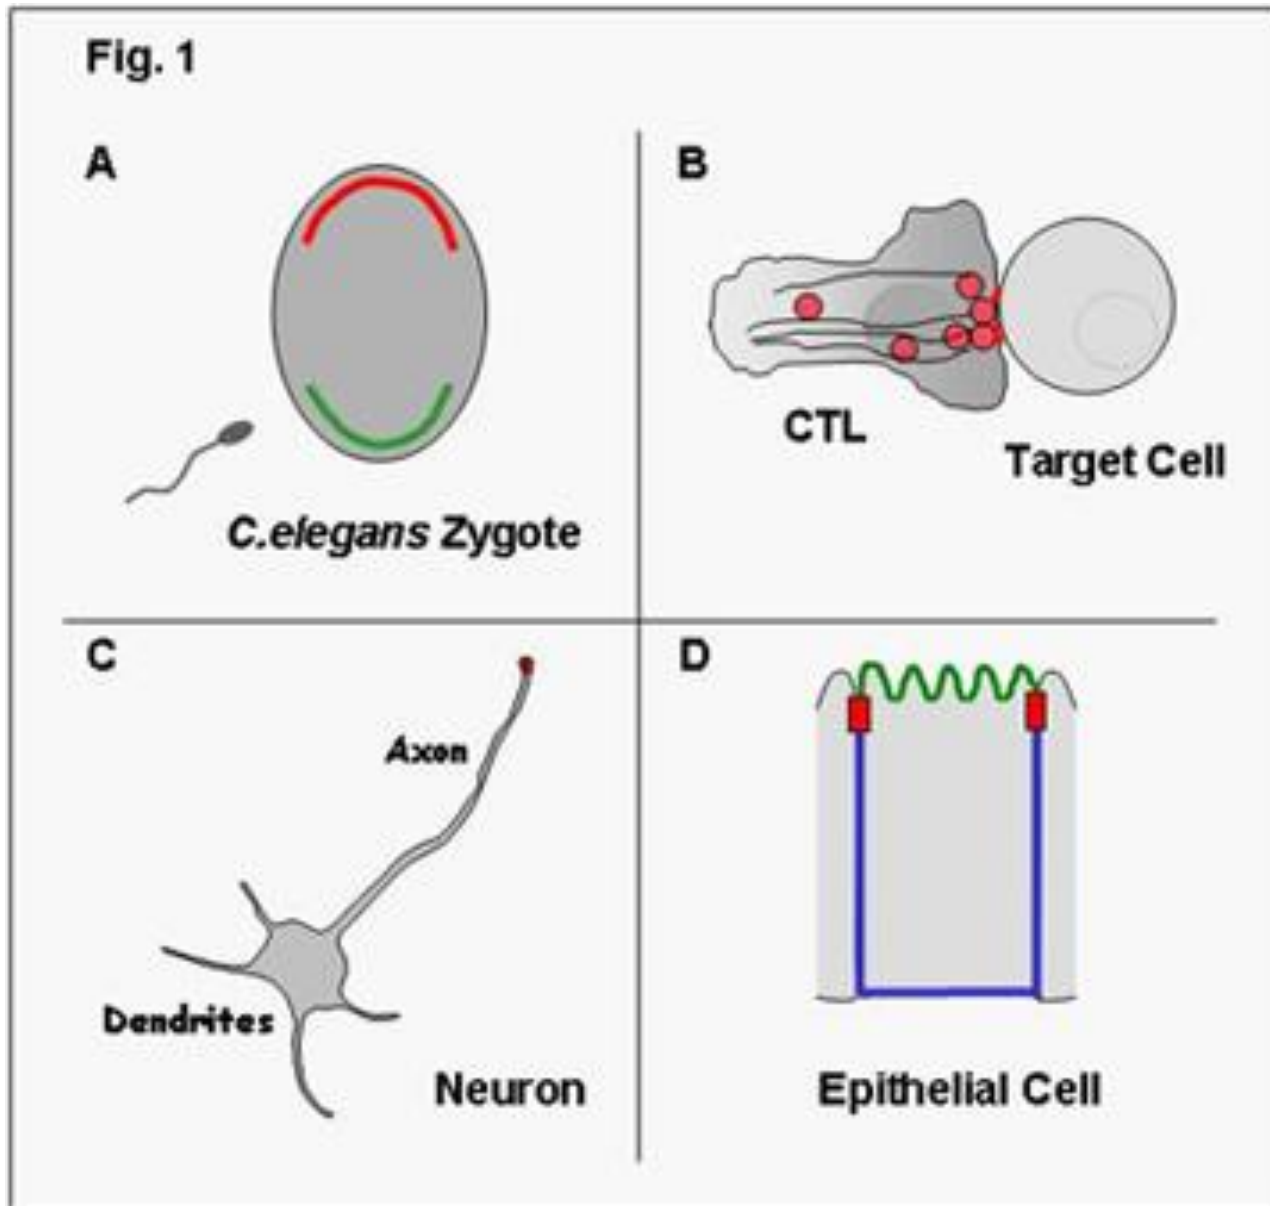 Fig. 1
A
C.elegans Zygote
B
CTL
Target Cell
C
Axon
Dendrites
Neuron
D
Epithelial Cell